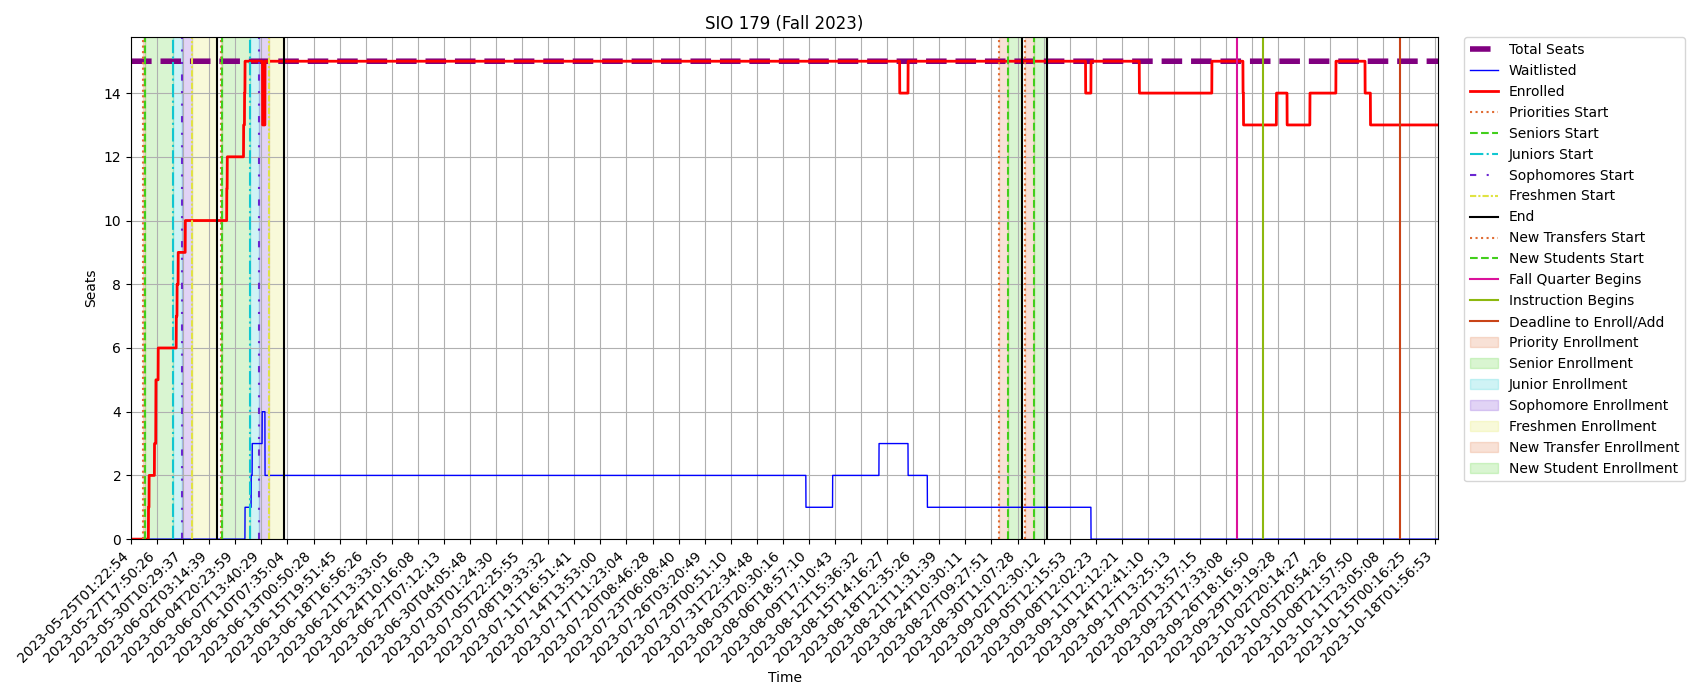 SIO 179 (Fall 2023)
Seats
14
12
10
8
6
4
2
0
2023-05-25T01:22:54
2023-05-27T17:50:26
2023-05-30T10:29:37
2023-06-02T03:14:39
2023-06-04T20:23:59
2023-06-07T13:40:29
2023-06-10T07:35:04
2023-06-13T00:50:28
2023-06-15T19:51:45
2023-06-18T16:56:26
2023-06-21T13:33:05
2023-06-24T10:16:08
2023-06-27T07:12:13
2023-06-30T04:05:48
2023-07-03T01:24:30
2023-07-05T22:25:55
2023-07-08T19:33:32
2023-07-11T16:51:41
2023-07-14T13:53:00
2023-07-17T11:23:04
2023-07-20T08:46:28
2023-07-23T06:08:40
2023-07-26T03:20:49
2023-07-29T00:51:10
2023-07-31T22:34:48
2023-08-03T20:30:16
2023-08-06T18:57:10
2023-08-09T17:10:43
2023-08-12T15:36:32
2023-08-15T14:16:27
2023-08-18T12:35:26
2023-08-21T11:31:39
2023-08-24T10:30:11
2023-08-27T09:27:51
2023-08-30T11:07:28
2023-09-02T12:30:12
2023-09-05T12:15:53
2023-09-08T12:02:23
2023-09-11T12:12:21
2023-09-14T12:41:10
2023-09-17T13:25:13
2023-09-20T13:57:15
2023-09-23T17:33:08
2023-09-26T18:16:50
2023-09-29T19:19:28
2023-10-02T20:14:27
2023-10-05T20:54:26
2023-10-08T21:57:50
2023-10-11T23:05:08
2023-10-15T00:16:25
2023-10-18T01:56:53
Time
Total Seats
Waitlisted
Enrolled
Priorities Start
Seniors Start
Juniors Start
Sophomores Start
Freshmen Start
End
New Transfers Start
New Students Start
Fall Quarter Begins
Instruction Begins
Deadline to Enroll/Add
Priority Enrollment
Senior Enrollment
Junior Enrollment
Sophomore Enrollment
Freshmen Enrollment
New Transfer Enrollment
New Student Enrollment